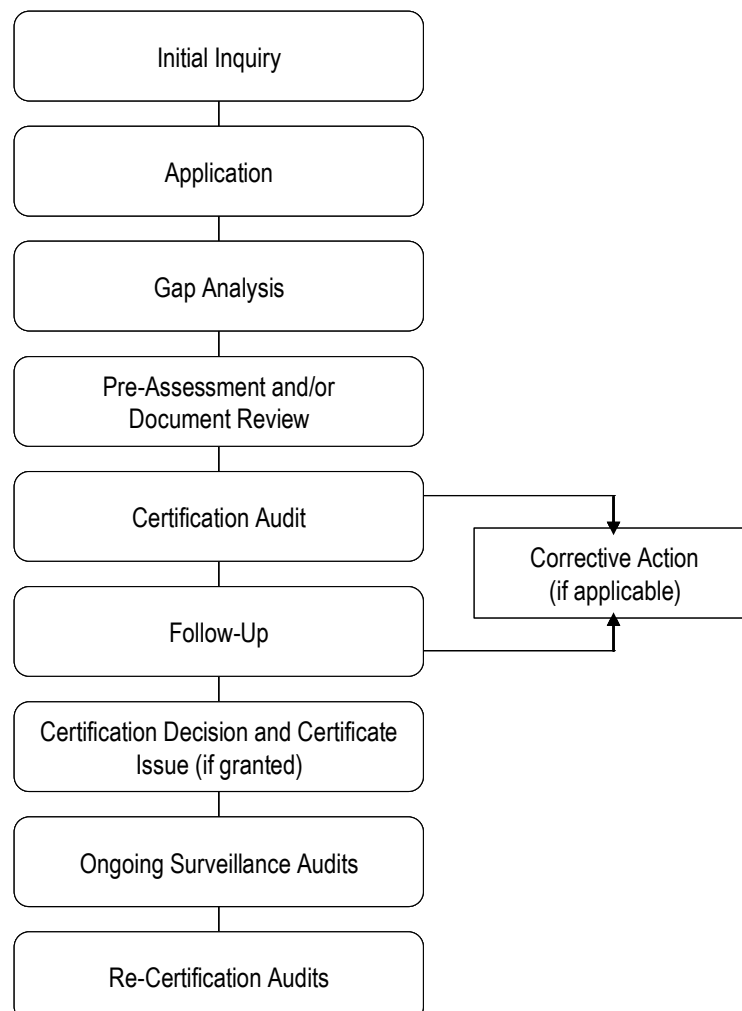 Initial Inquiry
Application
Gap Analysis
Pre-Assessment and/or
Document Review
Certification Audit
Corrective Action
(if applicable)
Follow-Up
Certification Decision and Certificate
Issue (if granted)
Ongoing Surveillance Audits
Re-Certification Audits